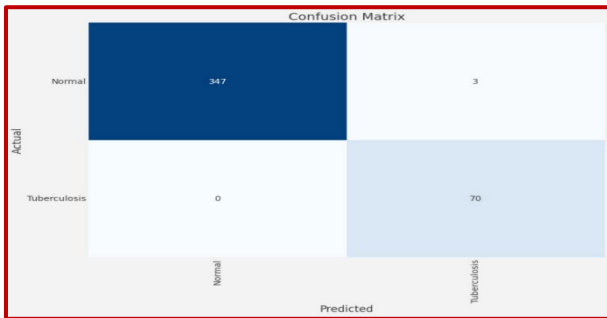 Confusion Matrix
Normal
347
3
Actual
Tuberculosis
0
70
Normal
Tuberculosis
Predicted